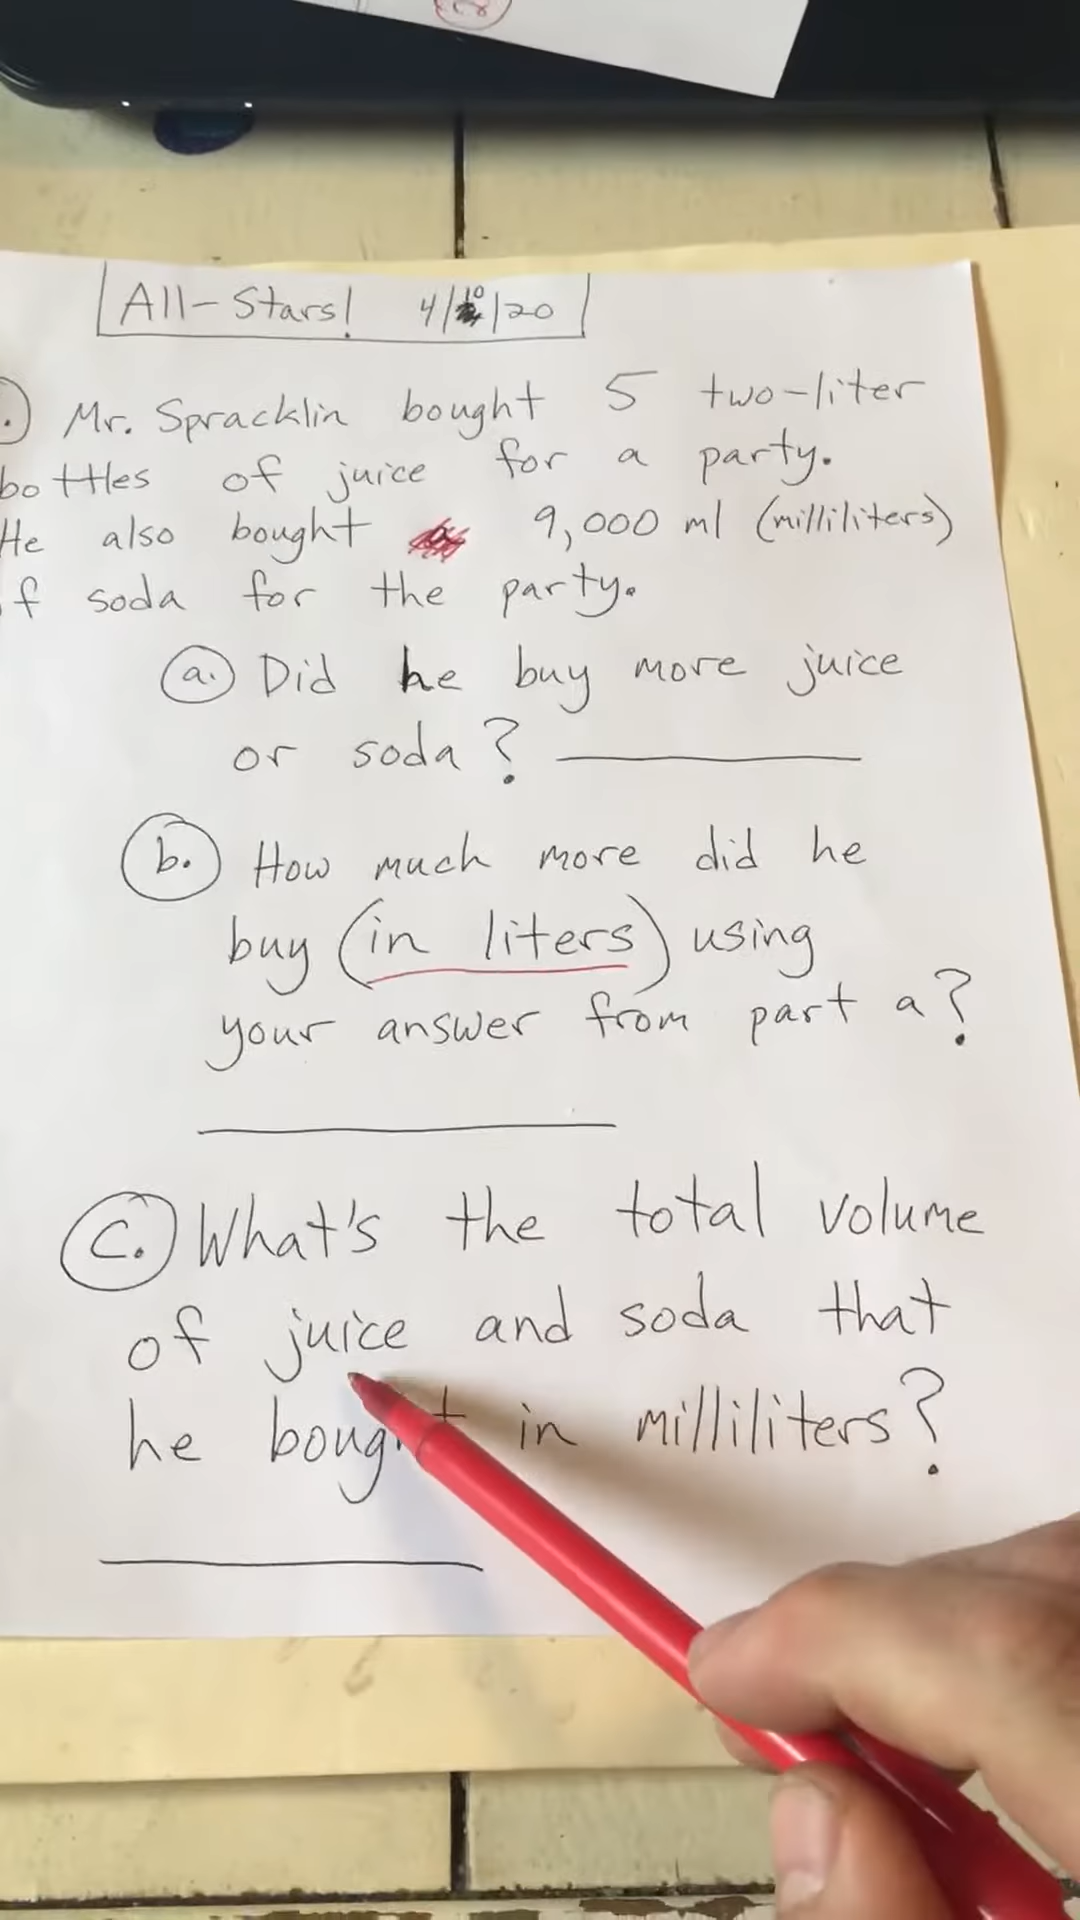 All-Stars! 4/10/20
. Mr. Spracklin bought 5 two-liter
bottles of juice for a party.
He also bought 9,000 ml (milliliters)
f soda for the party.
a. Did he buy more juice
or soda?
b. How much more did he
buy (in liters) using
your answer from part a?
c. What's the total volume
of juice and soda that
he bought in milliliters?